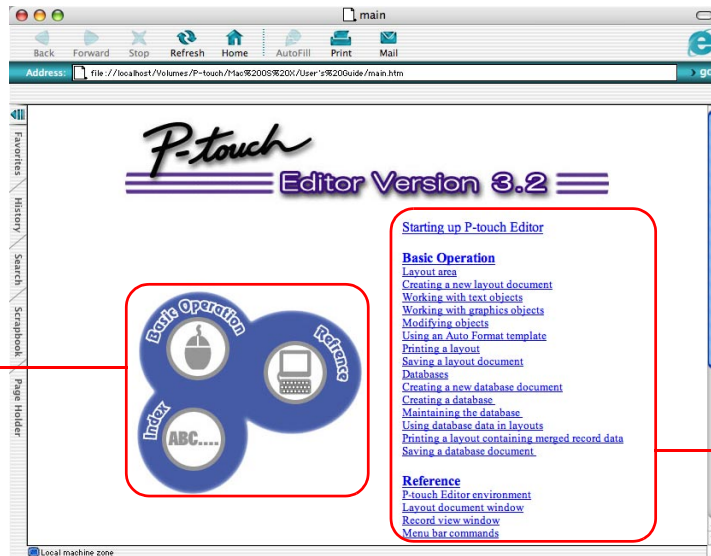 main
Back Forward Stop Refresh Home AutoFill Print Mail
Address: file://localhost/Volumes/P-touch/Mac%20OS%20X/User's%20Guide/main.htm go
Favorites
History
Search
Scrapbook
Page Holder
P-touch
Editor Version 3.2
Basic Operation
Refrence
Index
ABC....
Starting up P-touch Editor
Basic Operation
Layout area
Creating a new layout document
Working with text objects
Working with graphics objects
Modifying objects
Using an Auto Format template
Printing a layout
Saving a layout document
Databases
Creating a new database document
Creating a database
Maintaining the database
Using database data in layouts
Printing a layout containing merged record data
Saving a database document
Reference
P-touch Editor environment
Layout document window
Record view window
Menu bar commands
Local machine zone